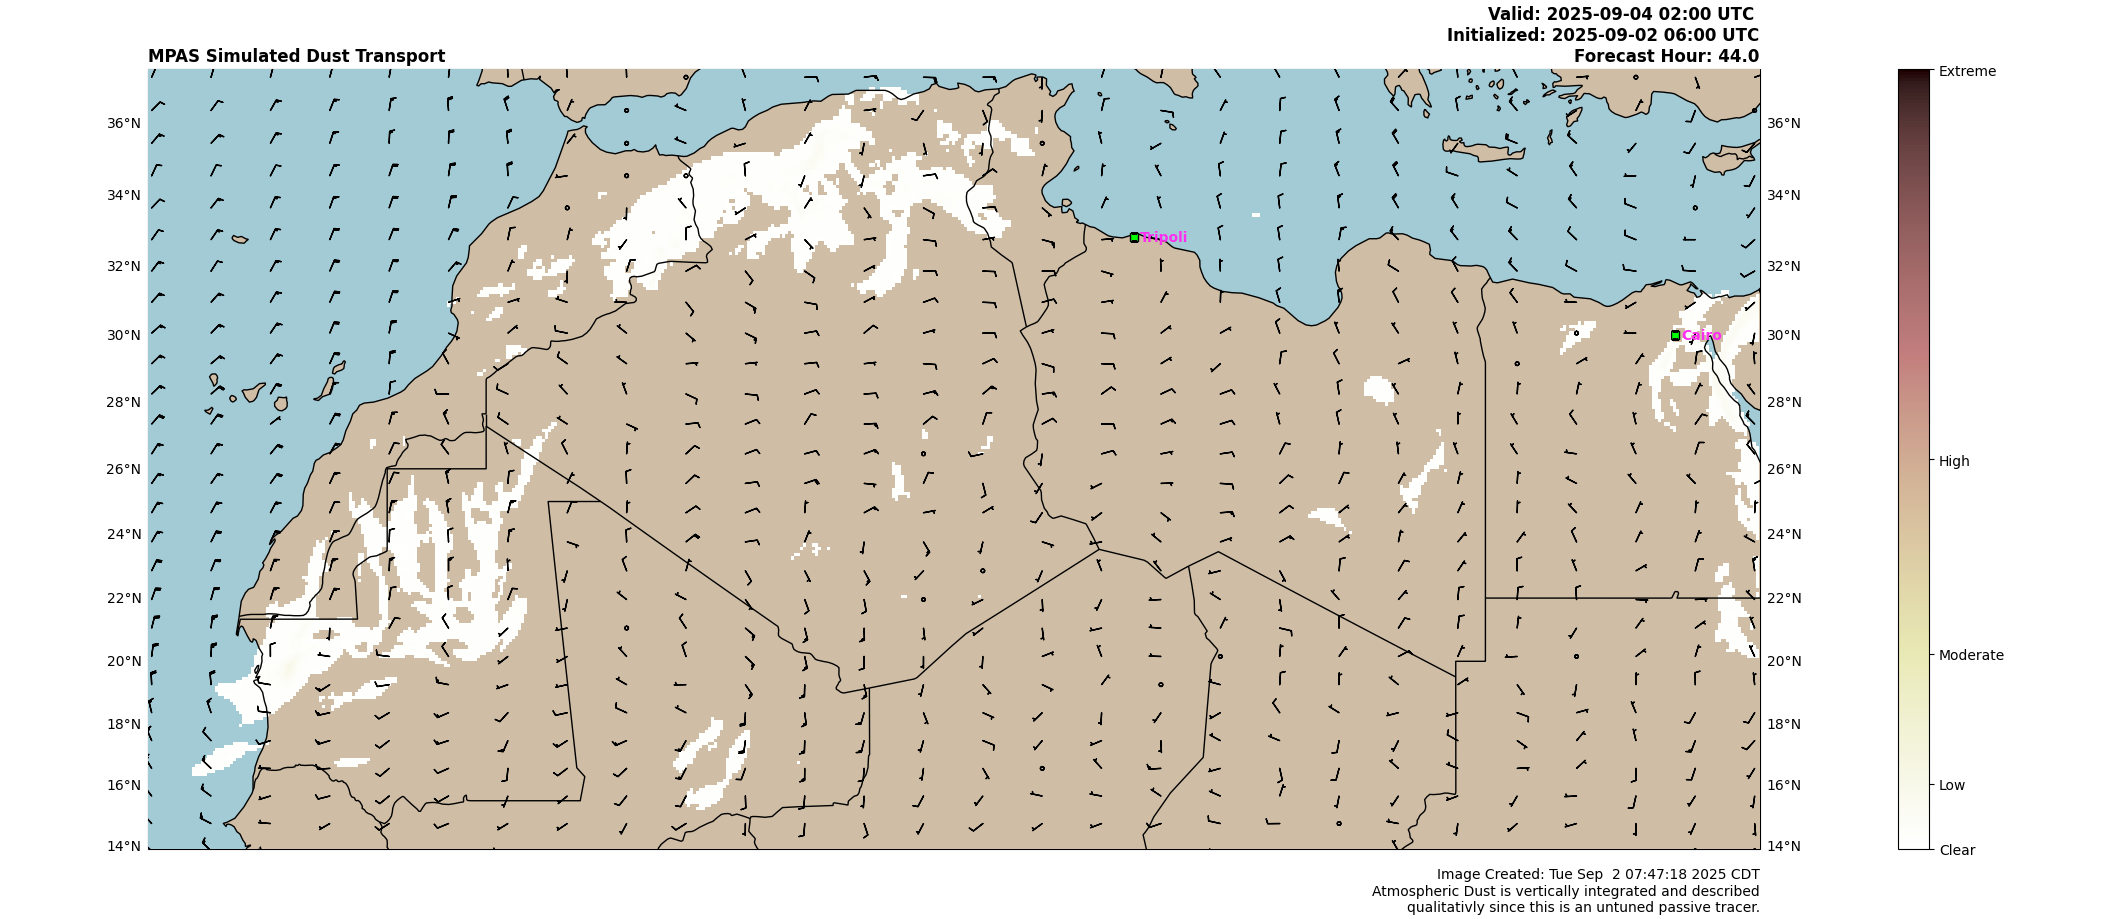 Valid: 2025-09-04 02:00 UTC
Initialized: 2025-09-02 06:00 UTC
MPAS Simulated Dust Transport
Forecast Hour: 44.0
Extreme
36°N
36°N
34°N
34°N
Tripoli
32°N
32°N
30°N
Cairo
30°N
28°N
28°N
26°N
26°N
High
24°N
24°N
22°N
22°N
20°N
20°N
Moderate
18°N
18°N
16°N
16°N
Low
14°N
14°N
Clear
Image Created: Tue Sep  2 07:47:18 2025 CDT
Atmospheric Dust is vertically integrated and described
qualitativly since this is an untuned passive tracer.